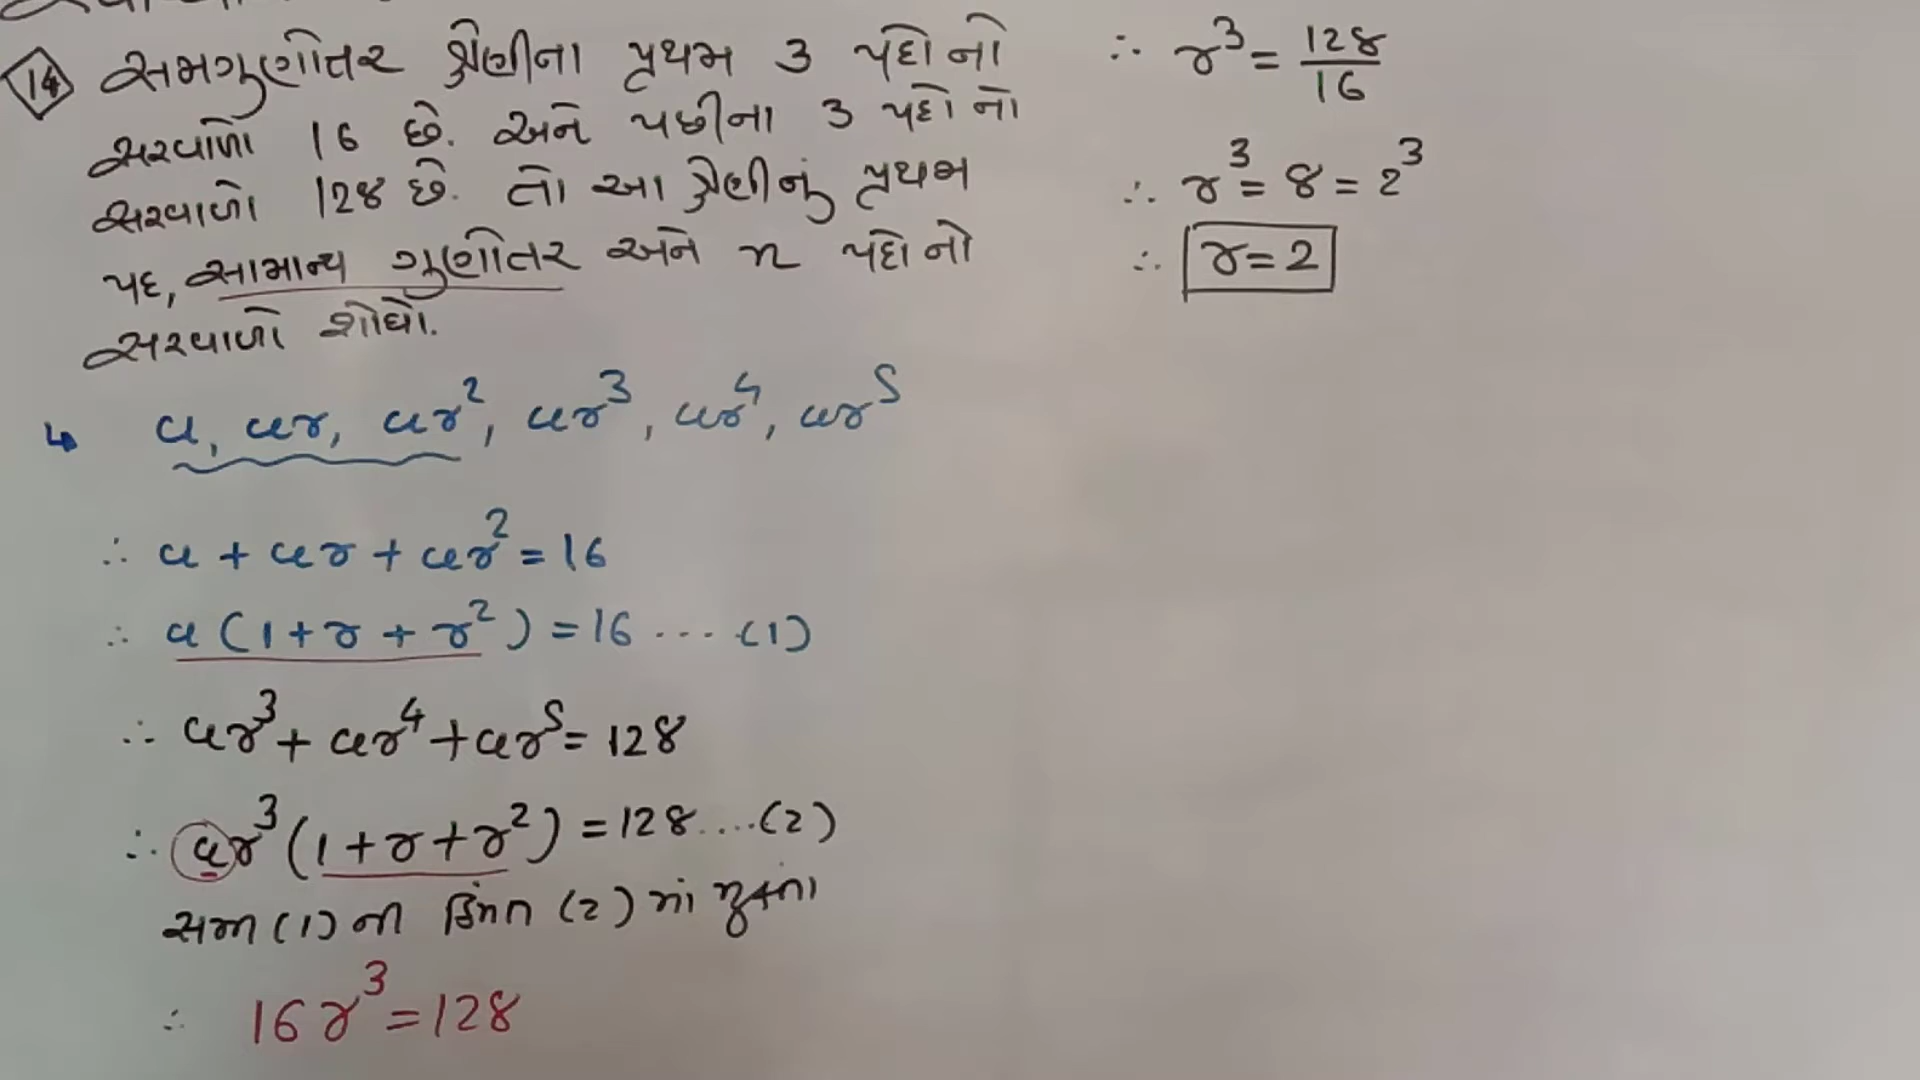 14 સમગુણોતર શ્રેણીના પ્રથમ 3 પદોનો
સરવાળો 16 છે. અને પછીના 3 પદોનો
સરવાળો 128 છે. તો આ શ્રેણીનું પ્રથમ
પદ, સામાન્ય ગુણોતર અને n પદોનો
સરવાળો શોધો.
a, ar, ar², ar³, ar⁴, ar⁵
∴ a + ar + ar² = 16
∴ a (1 + r + r²) = 16 ... (1)
∴ ar³ + ar⁴ + ar⁵ = 128
∴ ar³ (1 + r + r²) = 128 .... (2)
સમ (1) ની કિંમત (2) માં મુકતા
∴ 16 r³ = 128
∴ r³ = 128/16
∴ r³ = 8 = 2³
∴ r = 2